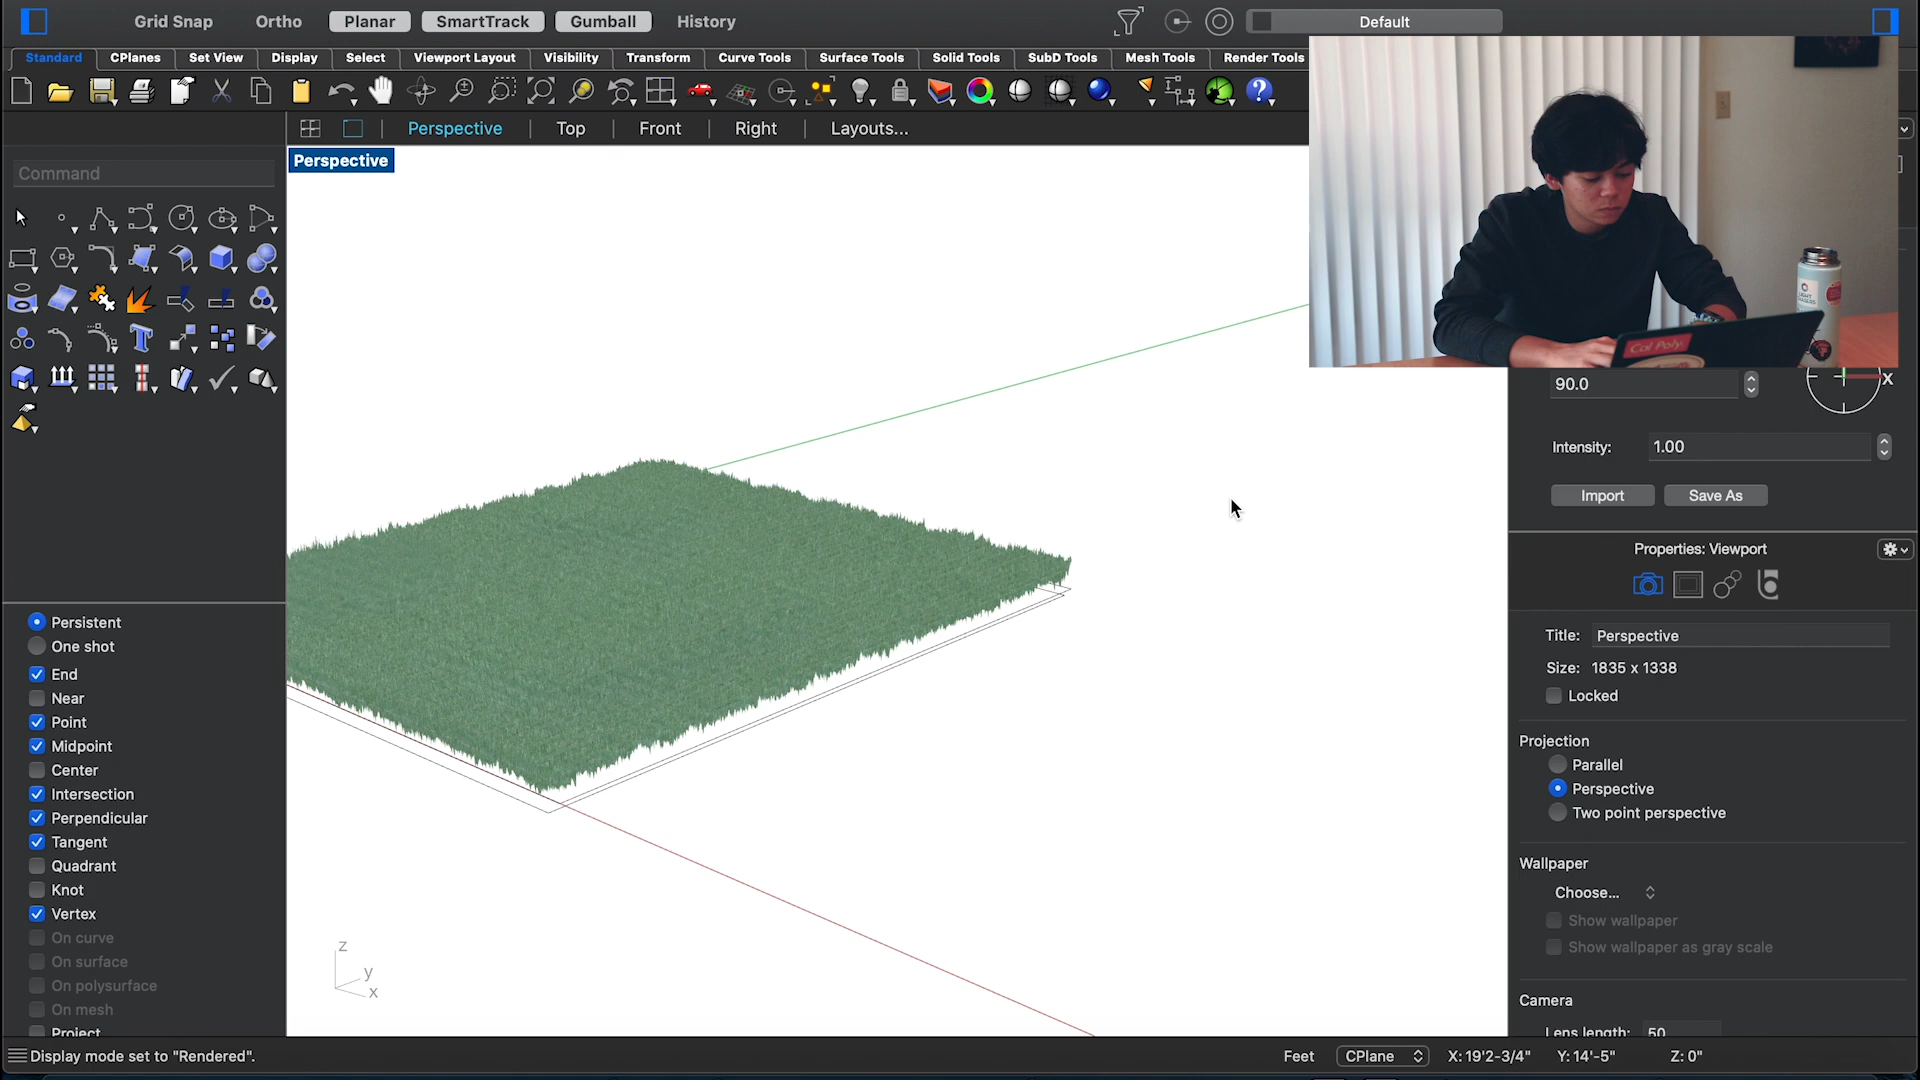 Grid Snap Ortho Planar SmartTrack Gumball History Default
Standard CPlanes Set View Display Select Viewport Layout Visibility Transform Curve Tools Surface Tools Solid Tools SubD Tools Mesh Tools Render Tools
Perspective Top Front Right Layouts...
Perspective
Command
Cal Poly
90.0
x
Intensity: 1.00
Import Save As
Properties: Viewport
Title: Perspective
Size: 1835 x 1338
Locked
Projection
Parallel
Perspective
Two point perspective
Wallpaper
Choose...
Show wallpaper
Show wallpaper as gray scale
Camera
Lens length: 50
Persistent
One shot
End
Near
Point
Midpoint
Center
Intersection
Perpendicular
Tangent
Quadrant
Knot
Vertex
On curve
On surface
On polysurface
On mesh
Project
z
y
x
Display mode set to "Rendered". Feet CPlane X: 19'2-3/4" Y: 14'-5" Z: 0"